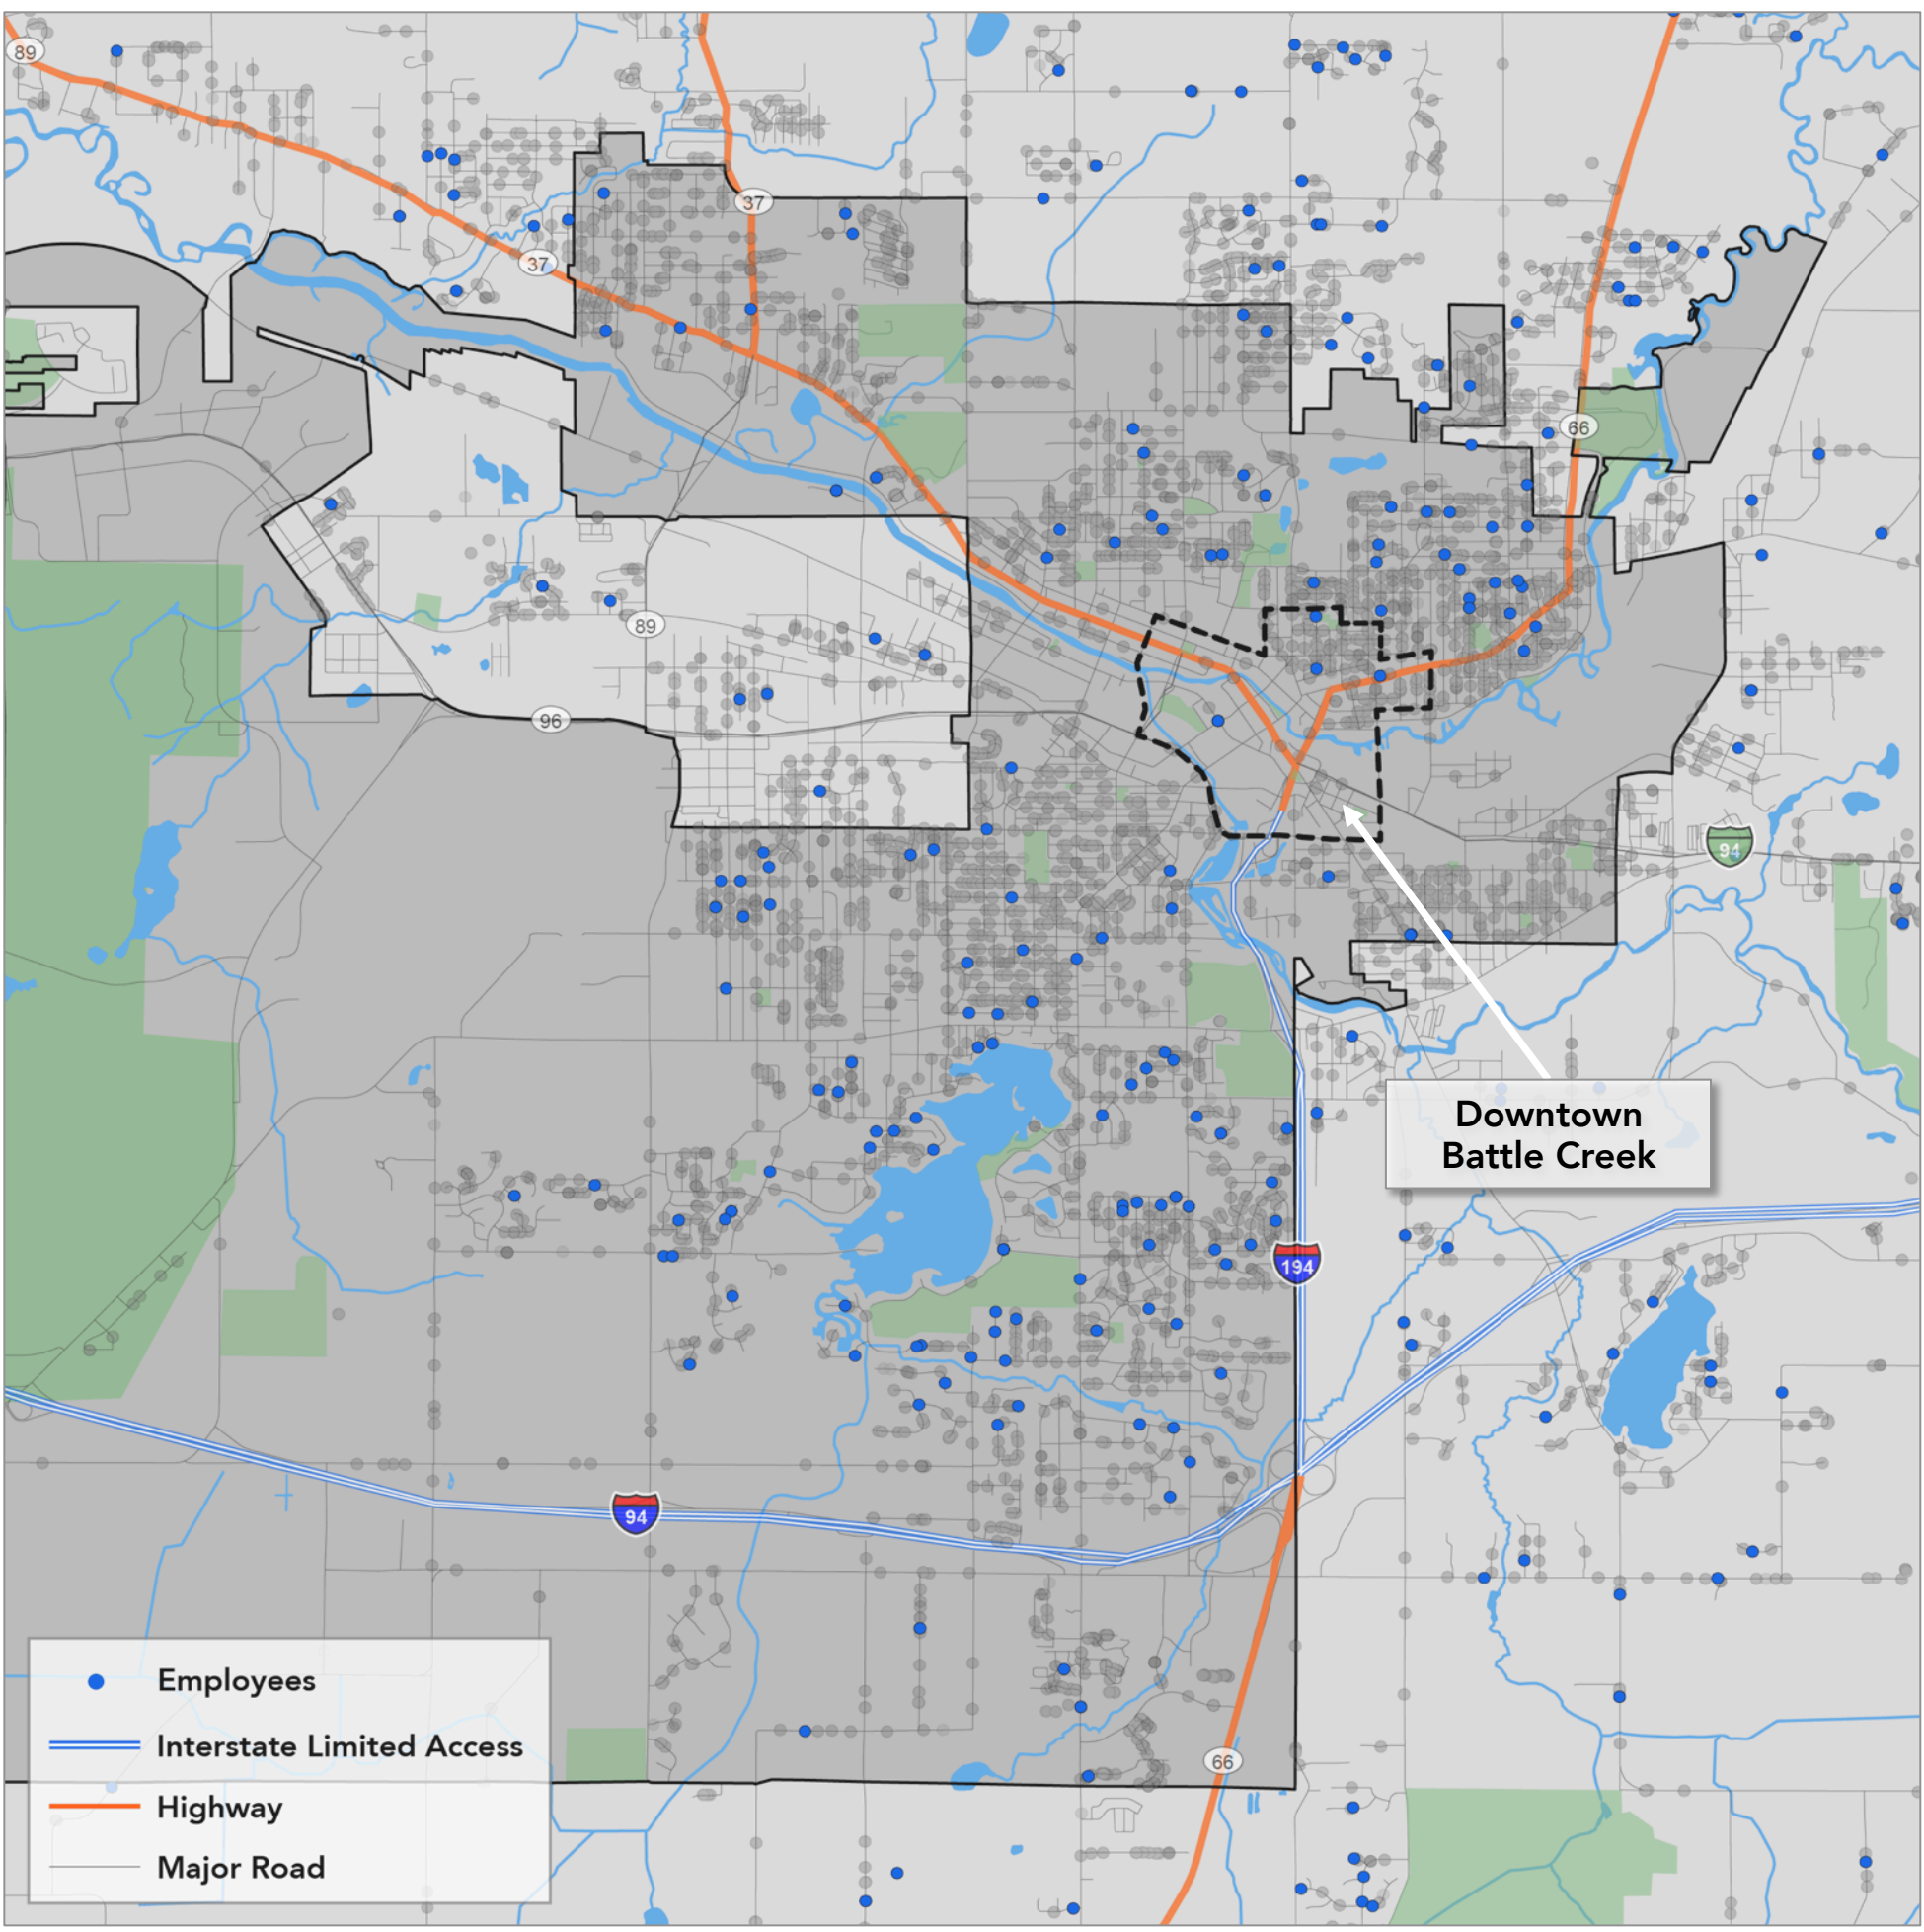 89
37
37
66
89
96
94
Downtown
Battle Creek
194
94
66
Employees
Interstate Limited Access
Highway
Major Road